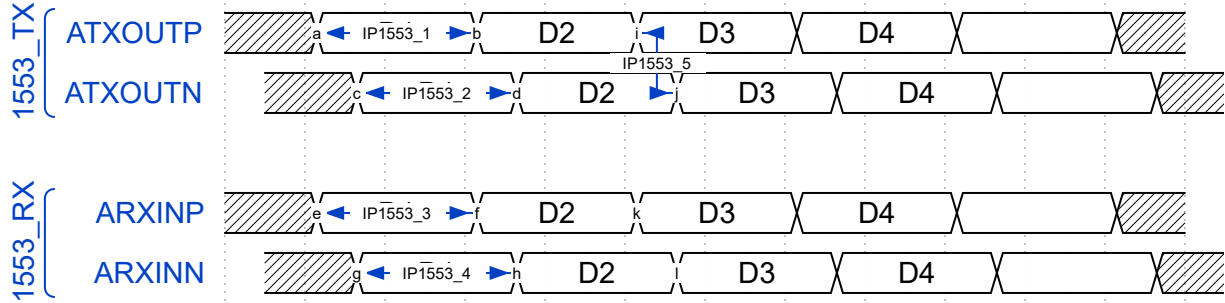 1553_TX
ATXOUTP
a
IP1553_1
b
D2
i
D3
D4
IP1553_5
ATXOUTN
c
IP1553_2
d
D2
j
D3
D4
1553_RX
ARXINP
e
IP1553_3
f
D2
k
D3
D4
ARXINN
g
IP1553_4
h
D2
l
D3
D4